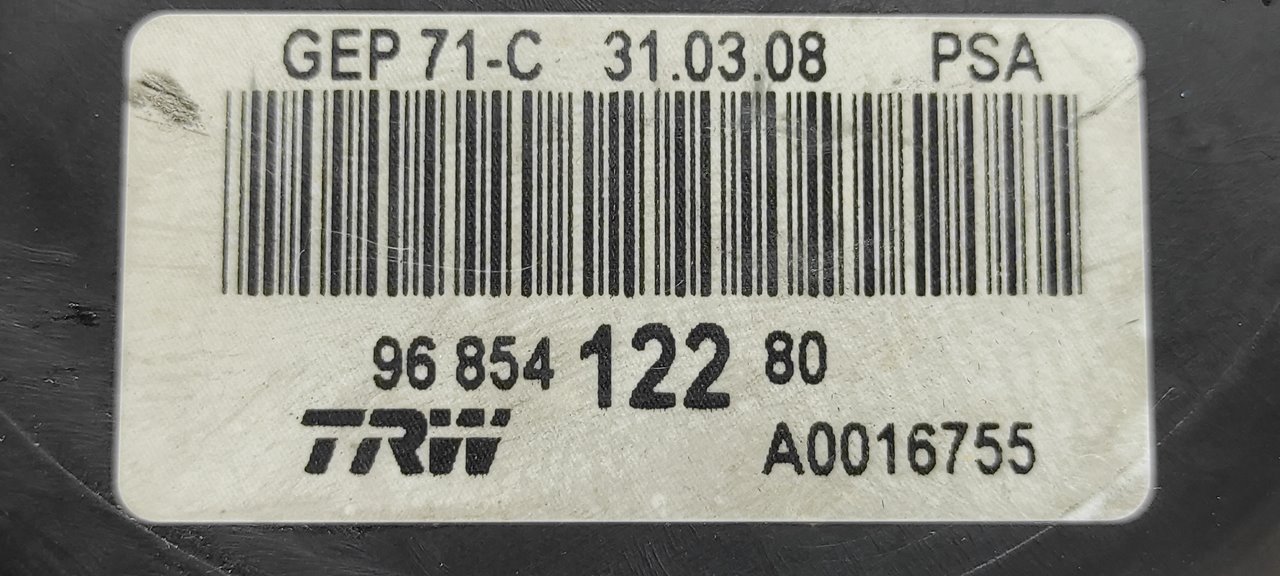 GEP 71-C 31.03.08 PSA
96 854 122 80
TRW A0016755